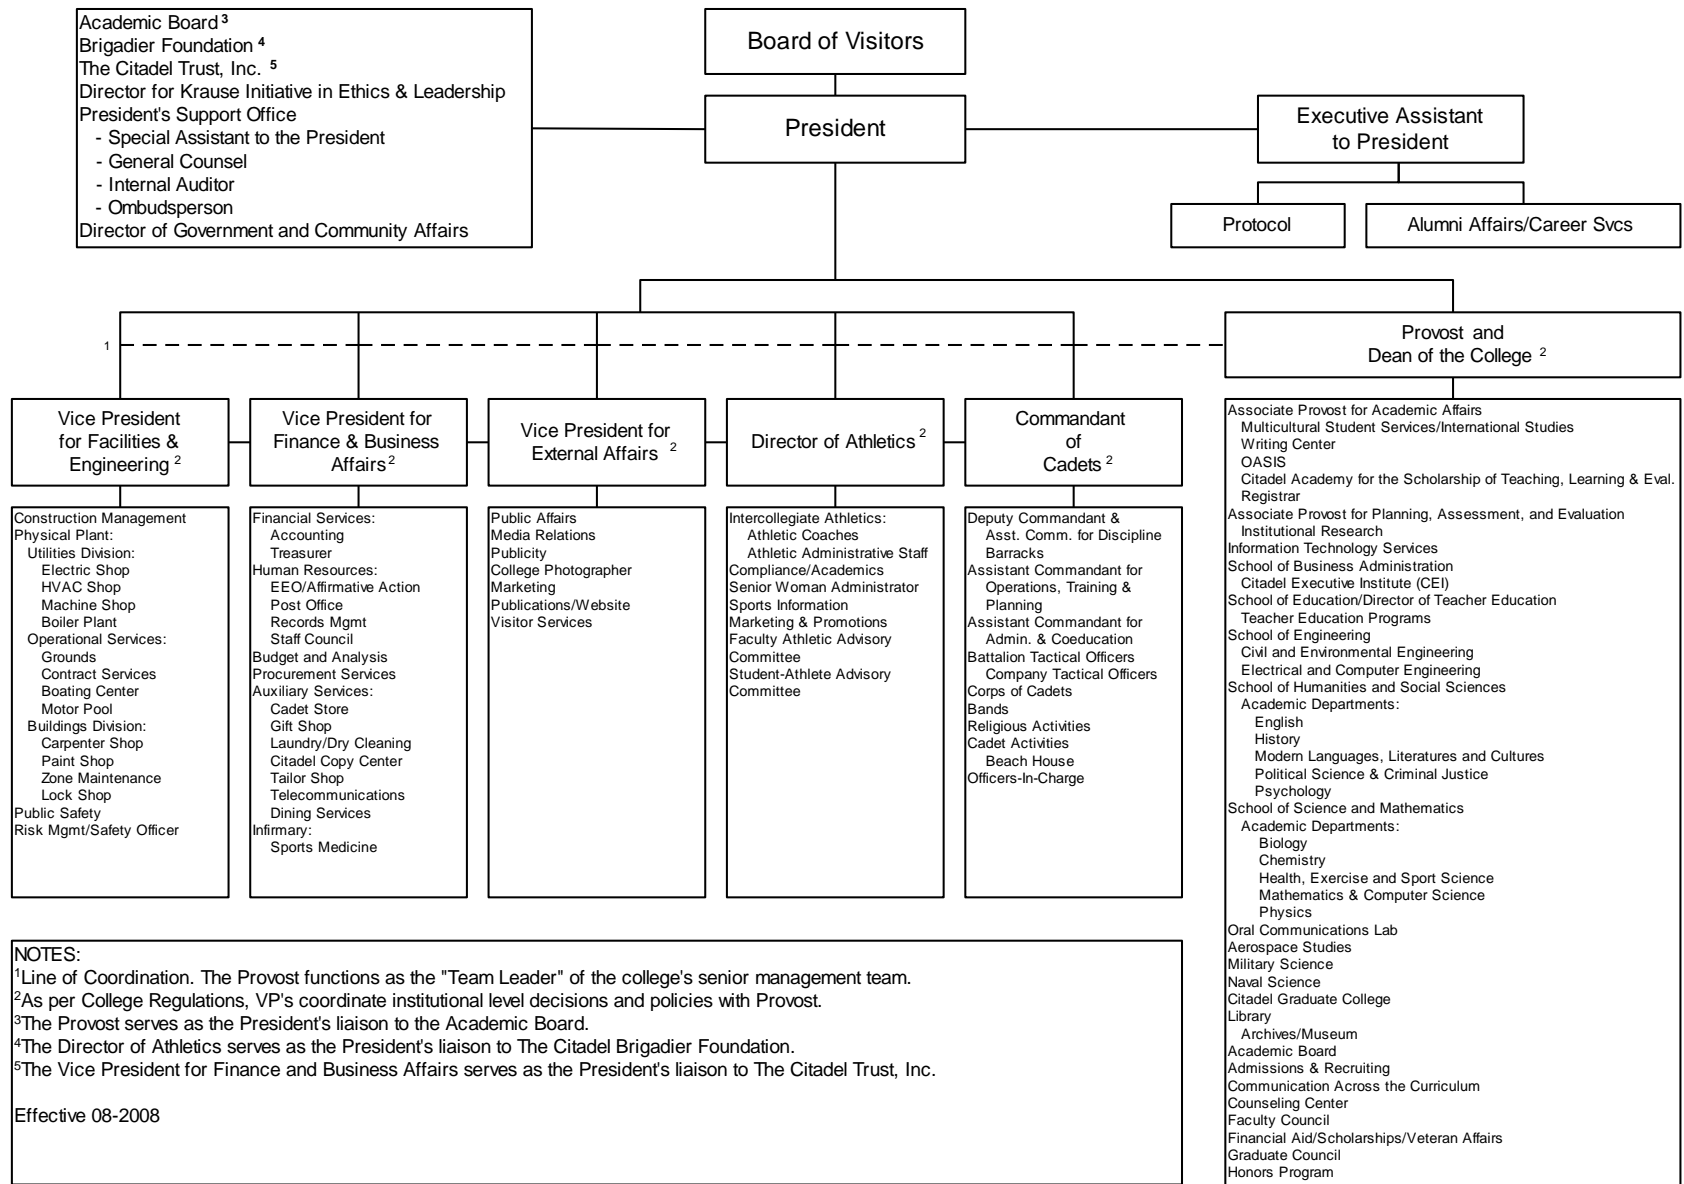 Academic Board 3
Brigadier Foundation 4
The Citadel Trust, Inc. 5
Director for Krause Initiative in Ethics & Leadership
President's Support Office
- Special Assistant to the President
- General Counsel
- Internal Auditor
- Ombudsperson
Director of Government and Community Affairs
Board of Visitors
President
Executive Assistant
to President
Protocol
Alumni Affairs/Career Svcs
1
Provost and
Dean of the College 2
Vice President
for Facilities &
Engineering 2
Vice President for
Finance & Business
Affairs 2
Vice President for
External Affairs 2
Director of Athletics 2
Commandant
of
Cadets 2
Construction Management
Physical Plant:
Utilities Division:
Electric Shop
HVAC Shop
Machine Shop
Boiler Plant
Operational Services:
Grounds
Contract Services
Boating Center
Motor Pool
Buildings Division:
Carpenter Shop
Paint Shop
Zone Maintenance
Lock Shop
Public Safety
Risk Mgmt/Safety Officer
Financial Services:
Accounting
Treasurer
Human Resources:
EEO/Affirmative Action
Post Office
Records Mgmt
Staff Council
Budget and Analysis
Procurement Services
Auxiliary Services:
Cadet Store
Gift Shop
Laundry/Dry Cleaning
Citadel Copy Center
Tailor Shop
Telecommunications
Dining Services
Infirmary:
Sports Medicine
Public Affairs
Media Relations
Publicity
College Photographer
Marketing
Publications/Website
Visitor Services
Intercollegiate Athletics:
Athletic Coaches
Athletic Administrative Staff
Compliance/Academics
Senior Woman Administrator
Sports Information
Marketing & Promotions
Faculty Athletic Advisory
Committee
Student-Athlete Advisory
Committee
Deputy Commandant &
Asst. Comm. for Discipline
Barracks
Assistant Commandant for
Operations, Training &
Planning
Assistant Commandant for
Admin. & Coeducation
Battalion Tactical Officers
Company Tactical Officers
Corps of Cadets
Bands
Religious Activities
Cadet Activities
Beach House
Officers-In-Charge
Associate Provost for Academic Affairs
Multicultural Student Services/International Studies
Writing Center
OASIS
Citadel Academy for the Scholarship of Teaching, Learning & Eval.
Registrar
Associate Provost for Planning, Assessment, and Evaluation
Institutional Research
Information Technology Services
School of Business Administration
Citadel Executive Institute (CEI)
School of Education/Director of Teacher Education
Teacher Education Programs
School of Engineering
Civil and Environmental Engineering
Electrical and Computer Engineering
School of Humanities and Social Sciences
Academic Departments:
English
History
Modern Languages, Literatures and Cultures
Political Science & Criminal Justice
Psychology
School of Science and Mathematics
Academic Departments:
Biology
Chemistry
Health, Exercise and Sport Science
Mathematics & Computer Science
Physics
Oral Communications Lab
Aerospace Studies
Military Science
Naval Science
Citadel Graduate College
Library
Archives/Museum
Academic Board
Admissions & Recruiting
Communication Across the Curriculum
Counseling Center
Faculty Council
Financial Aid/Scholarships/Veteran Affairs
Graduate Council
Honors Program
NOTES:
1Line of Coordination. The Provost functions as the "Team Leader" of the college's senior management team.
2As per College Regulations, VP's coordinate institutional level decisions and policies with Provost.
3The Provost serves as the President's liaison to the Academic Board.
4The Director of Athletics serves as the President's liaison to The Citadel Brigadier Foundation.
5The Vice President for Finance and Business Affairs serves as the President's liaison to The Citadel Trust, Inc.
Effective 08-2008